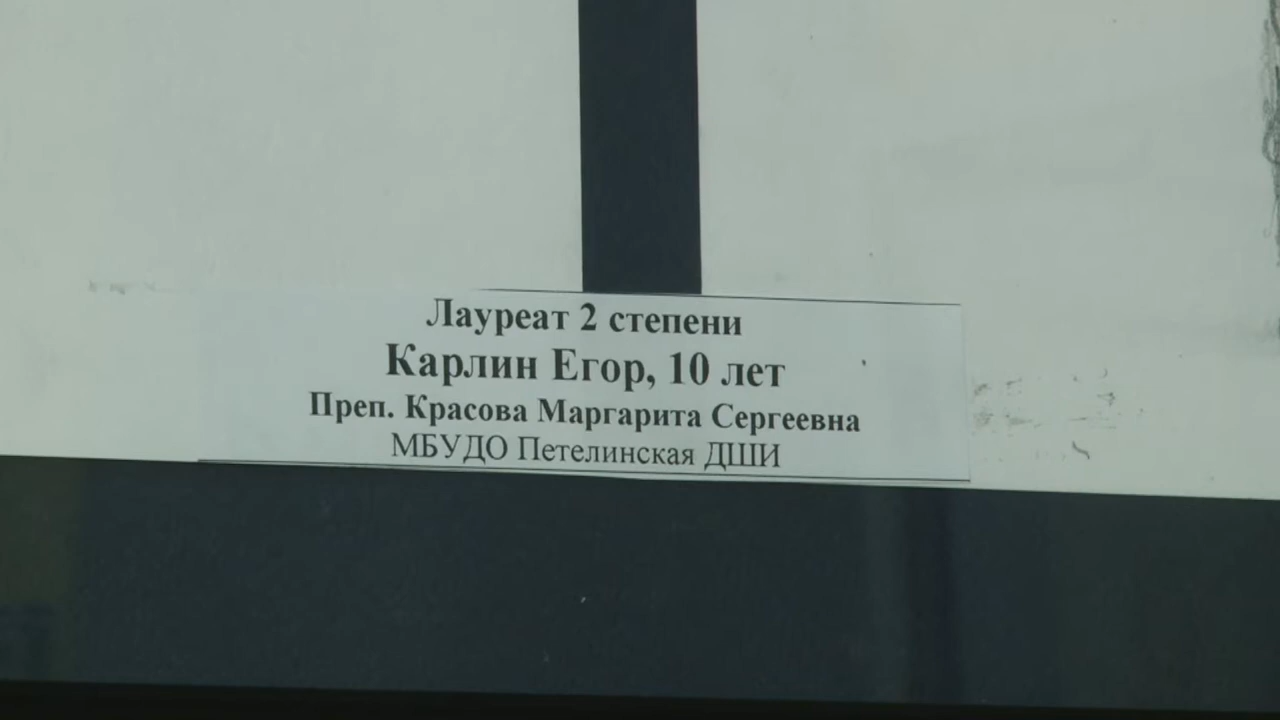 Лауреат 2 степени
Карлин Егор, 10 лет
Преп. Красова Маргарита Сергеевна
МБУДО Петелинская ДШИ